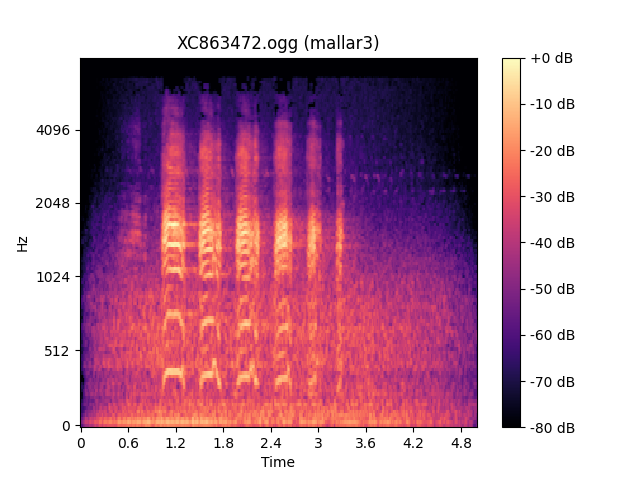 XC863472.ogg (mallar3)
+0 dB
-10 dB
-20 dB
-30 dB
-40 dB
-50 dB
-60 dB
-70 dB
-80 dB
Hz
4096
2048
1024
512
0
0 0.6 1.2 1.8 2.4 3 3.6 4.2 4.8
Time